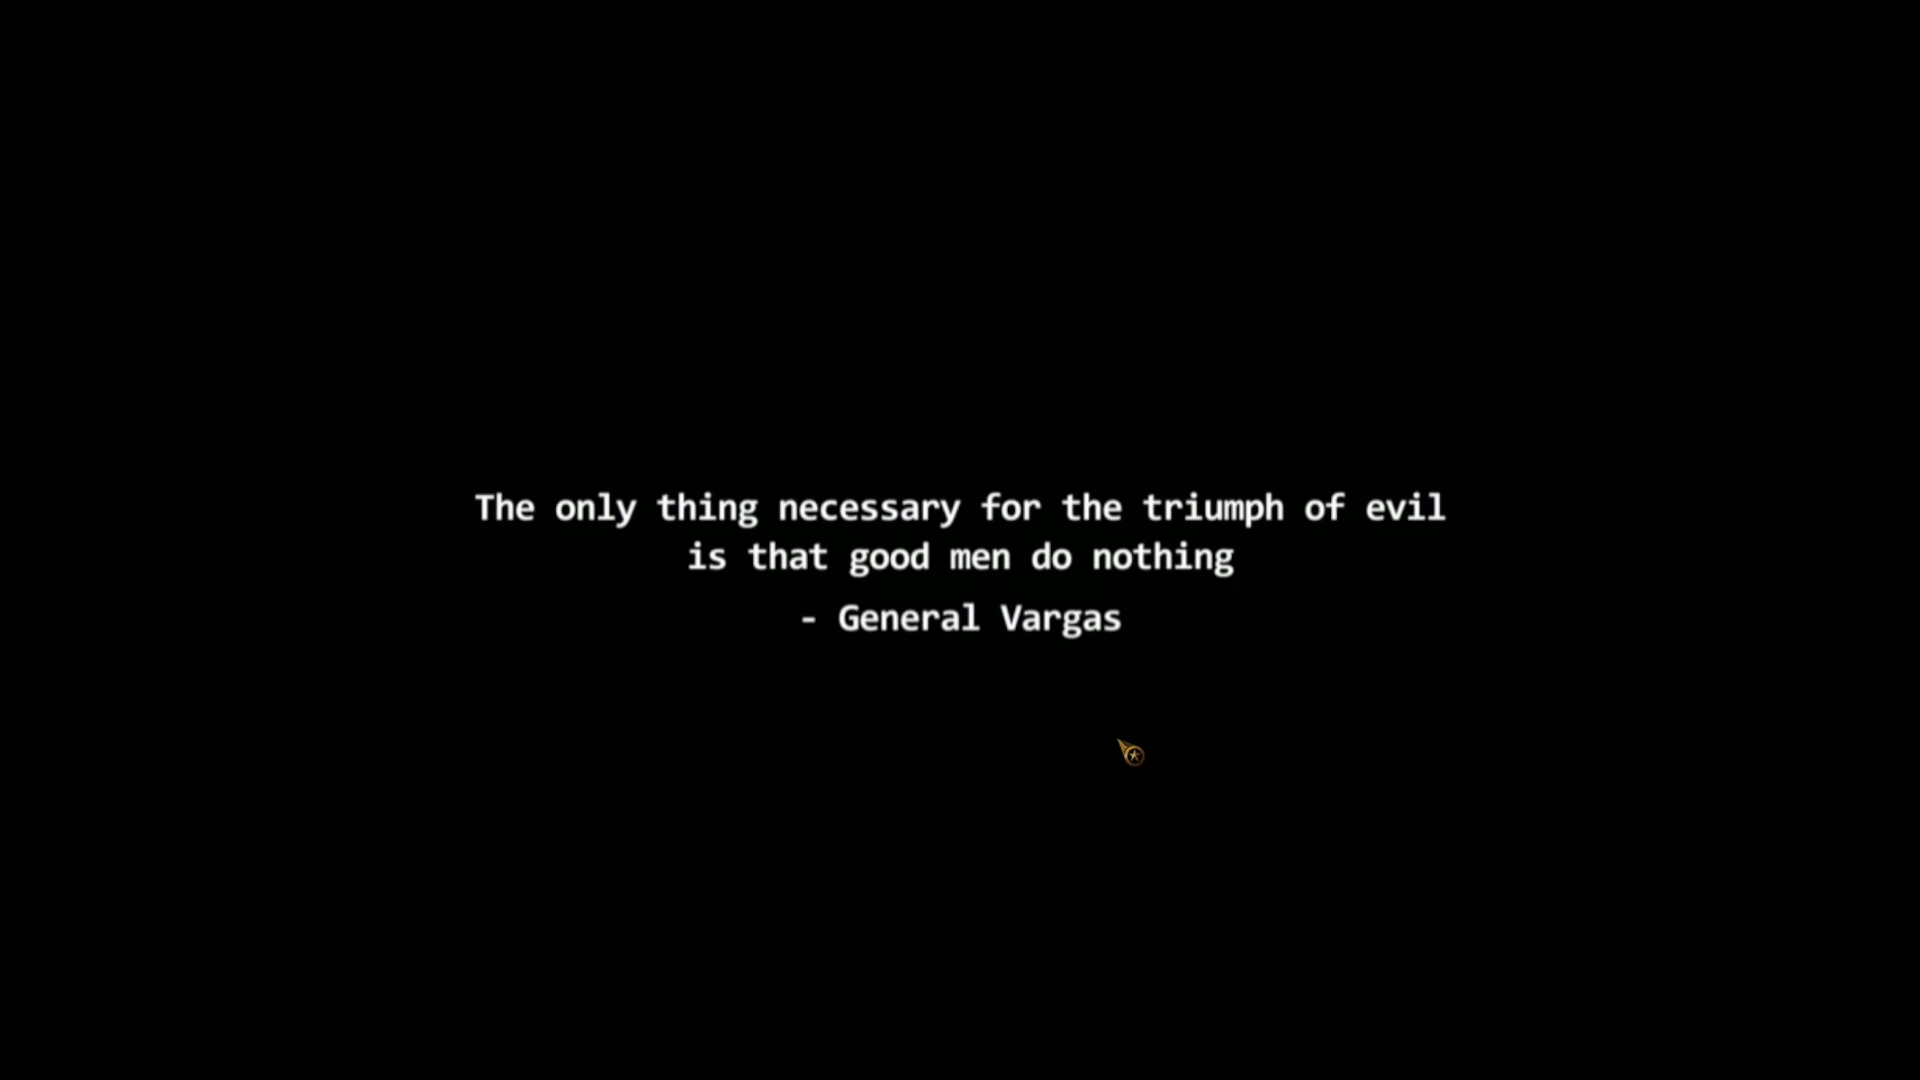 The only thing necessary for the triumph of evil
is that good men do nothing
- General Vargas